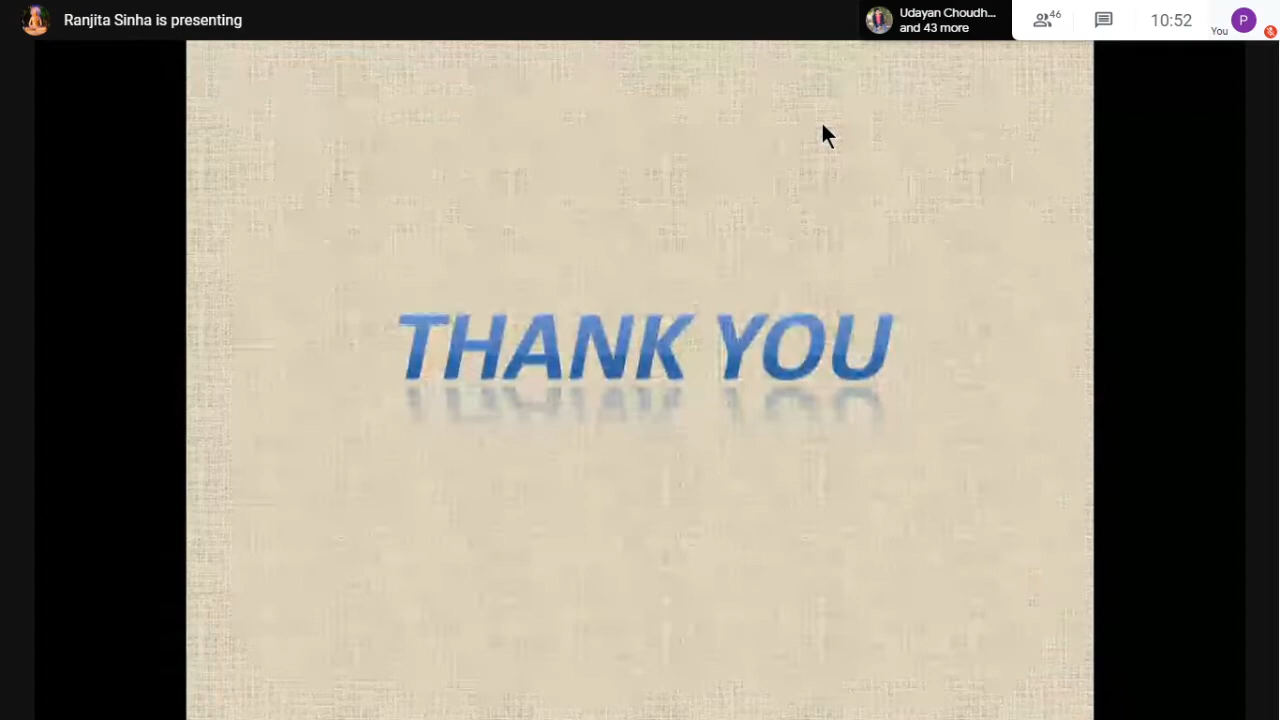 Ranjita Sinha is presenting
Udayan Choudh...
and 43 more
46
10:52
You
P
THANK YOU